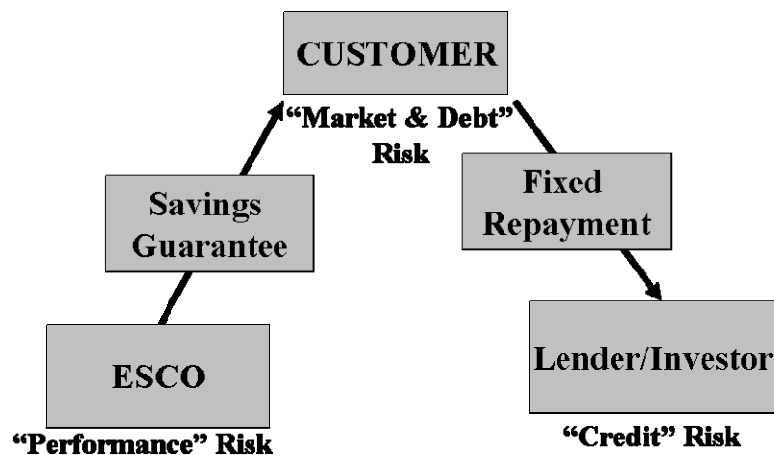 CUSTOMER
“Market & Debt”
Risk
Savings
Guarantee
Fixed
Repayment
ESCO
“Performance” Risk
Lender/Investor
“Credit” Risk